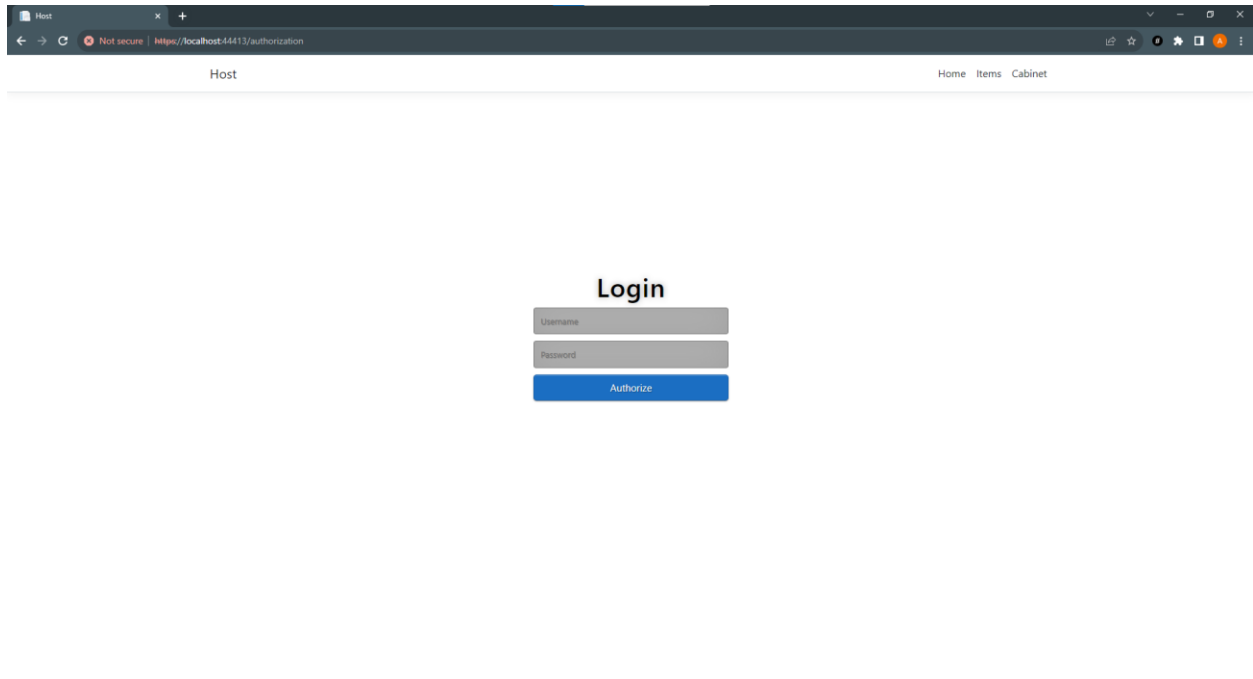 Host
Not secure | https://localhost:44413/authorization
Host
Home Items Cabinet
Login
Username
Password
Authorize